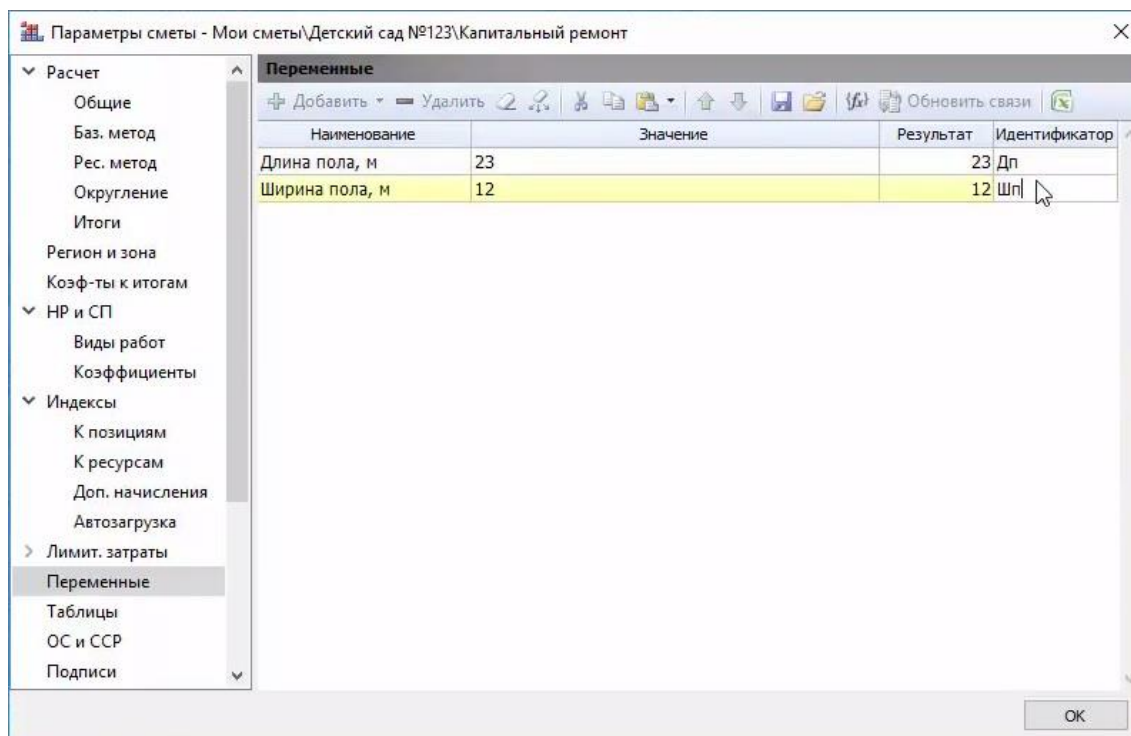 Параметры сметы - Мои сметы\Детский сад №123\Капитальный ремонт
Расчет
Общие
Баз. метод
Рес. метод
Округление
Итоги
Регион и зона
Коэф-ты к итогам
НР и СП
Виды работ
Коэффициенты
Индексы
К позициям
К ресурсам
Доп. начисления
Автозагрузка
Лимит. затраты
Переменные
Таблицы
ОС и ССР
Подписи
Переменные
Добавить Удалить f(x) Обновить связи
Наименование Значение Результат Идентификатор
Длина пола, м 23 23 Дп
Ширина пола, м 12 12 Шп
ОК